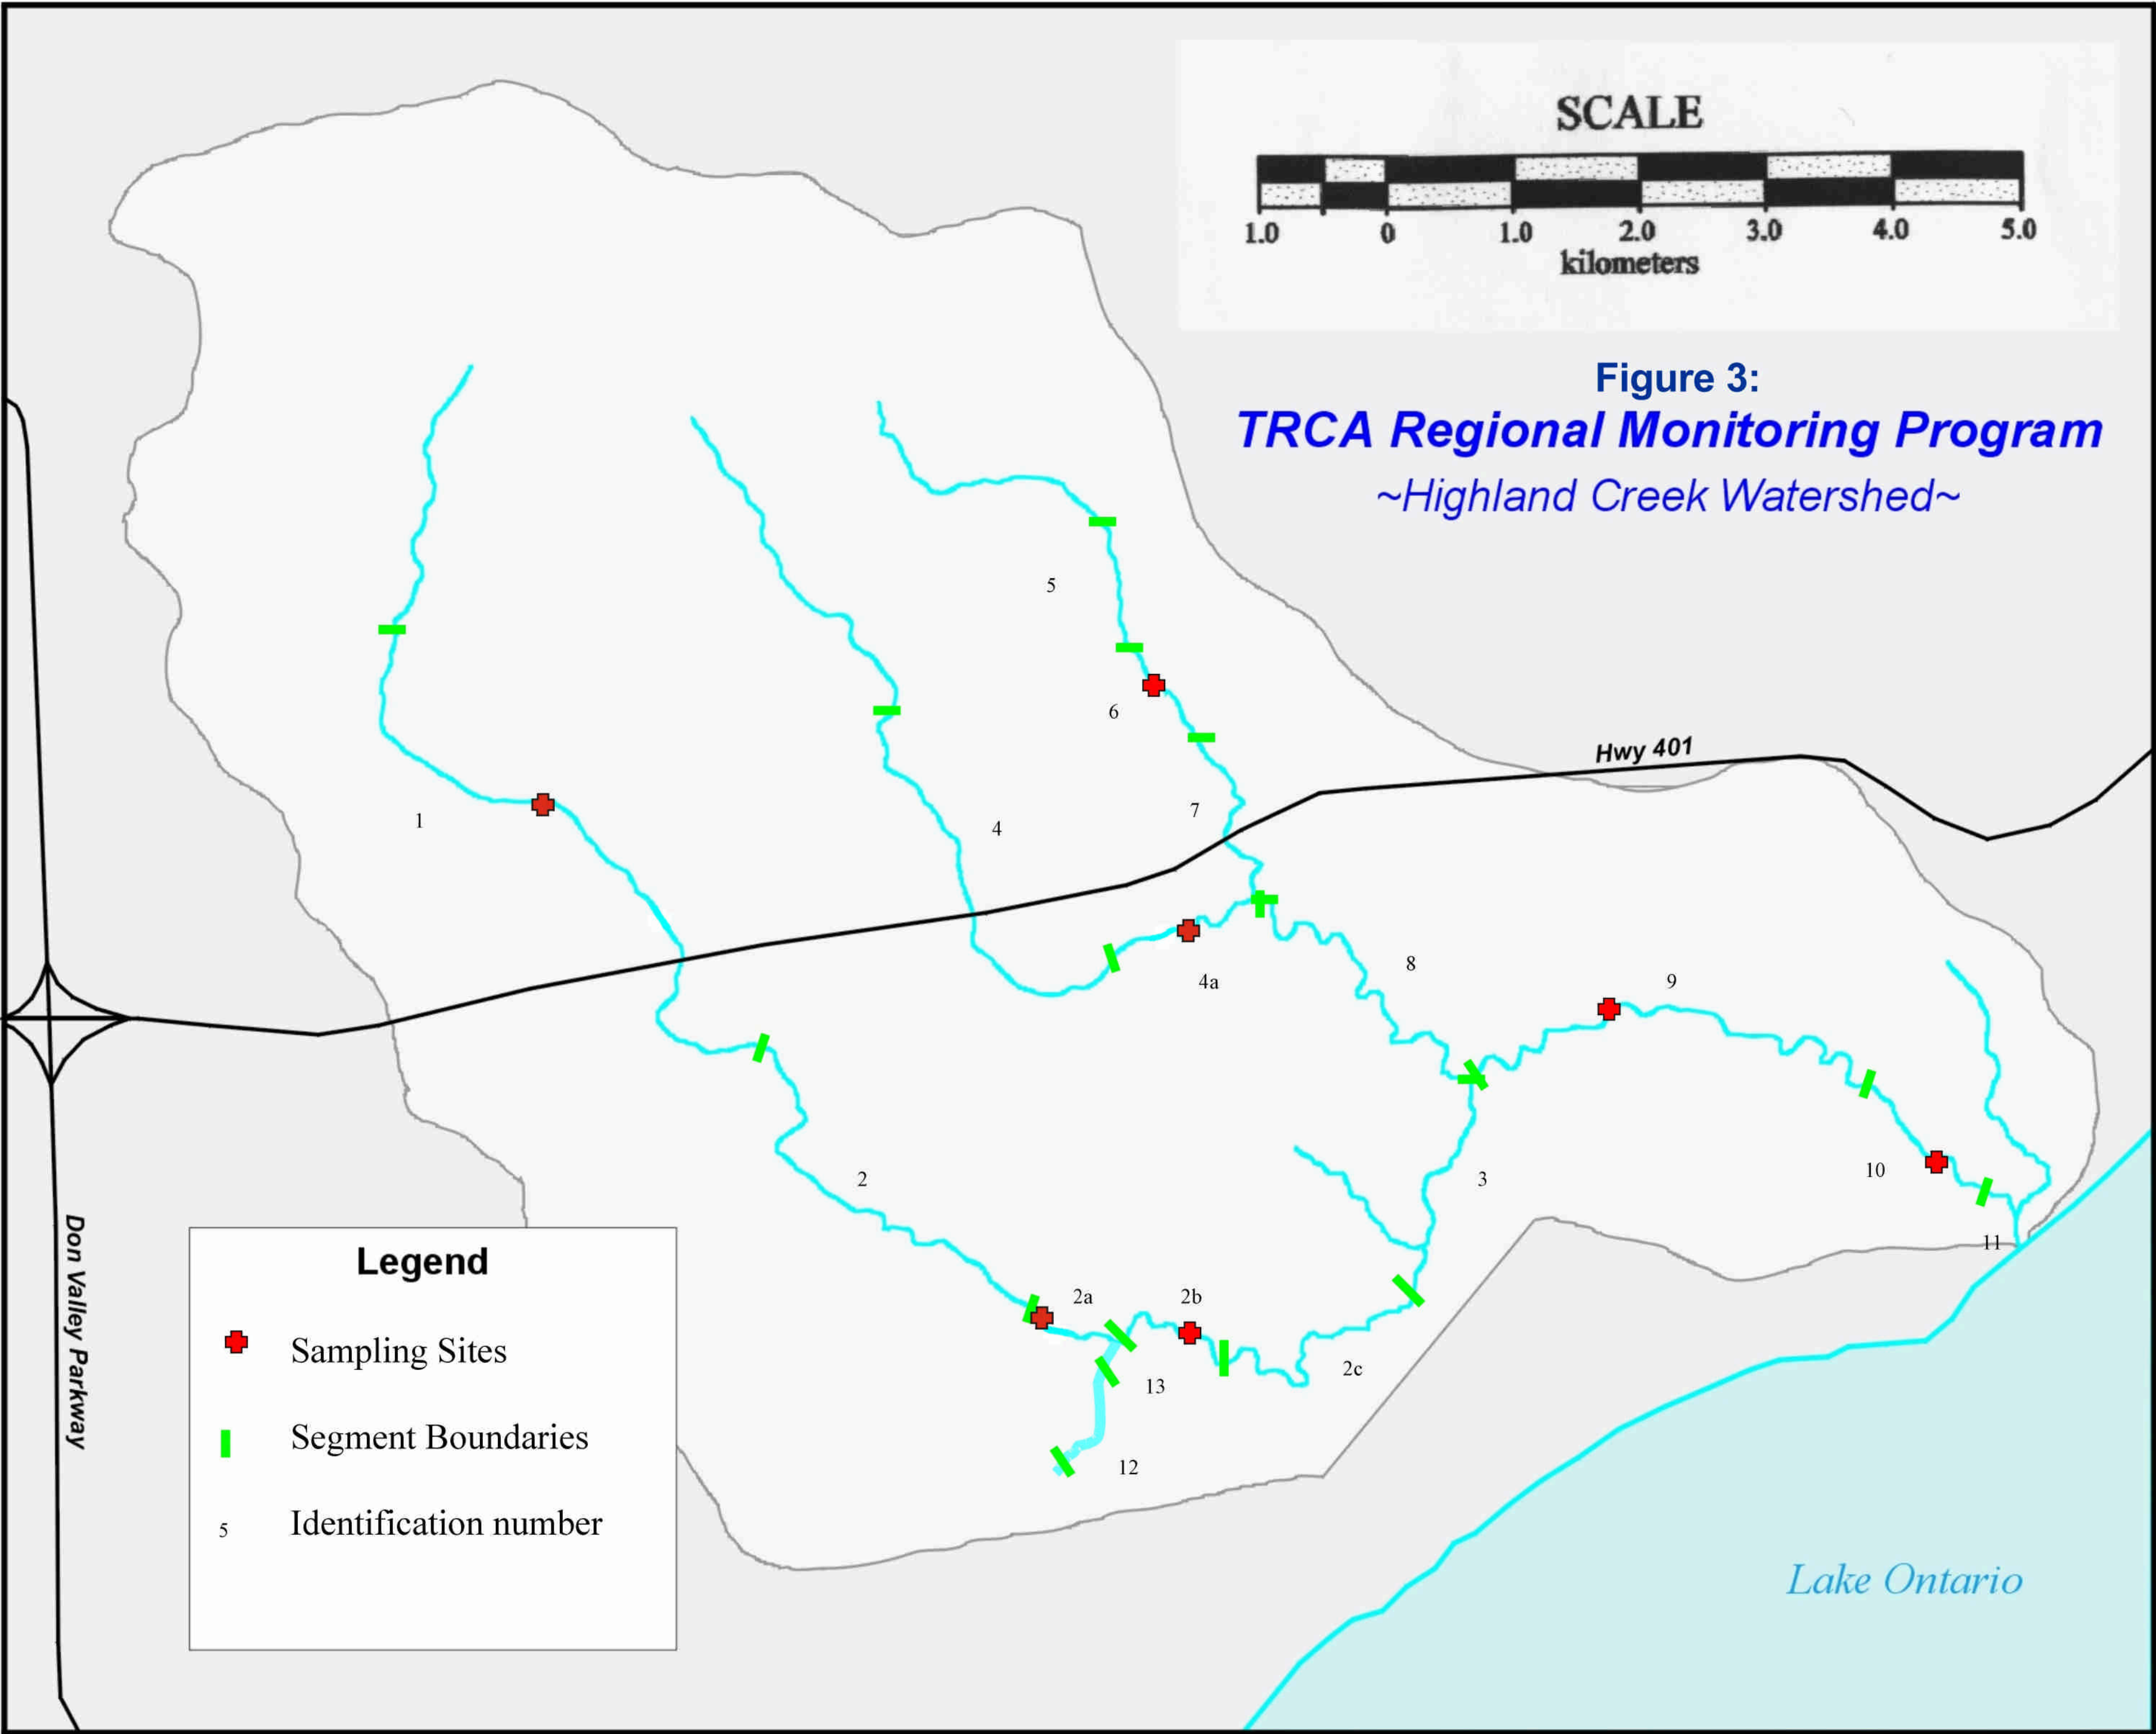 SCALE
1.0 0 1.0 2.0 3.0 4.0 5.0
kilometers
Figure 3:
TRCA Regional Monitoring Program
~Highland Creek Watershed~
5
6
Hwy 401
7
1
4
8
4a
9
2
3
10
11
2a
2b
2c
13
12
Don Valley Parkway
Legend
Sampling Sites
Segment Boundaries
5 Identification number
Lake Ontario